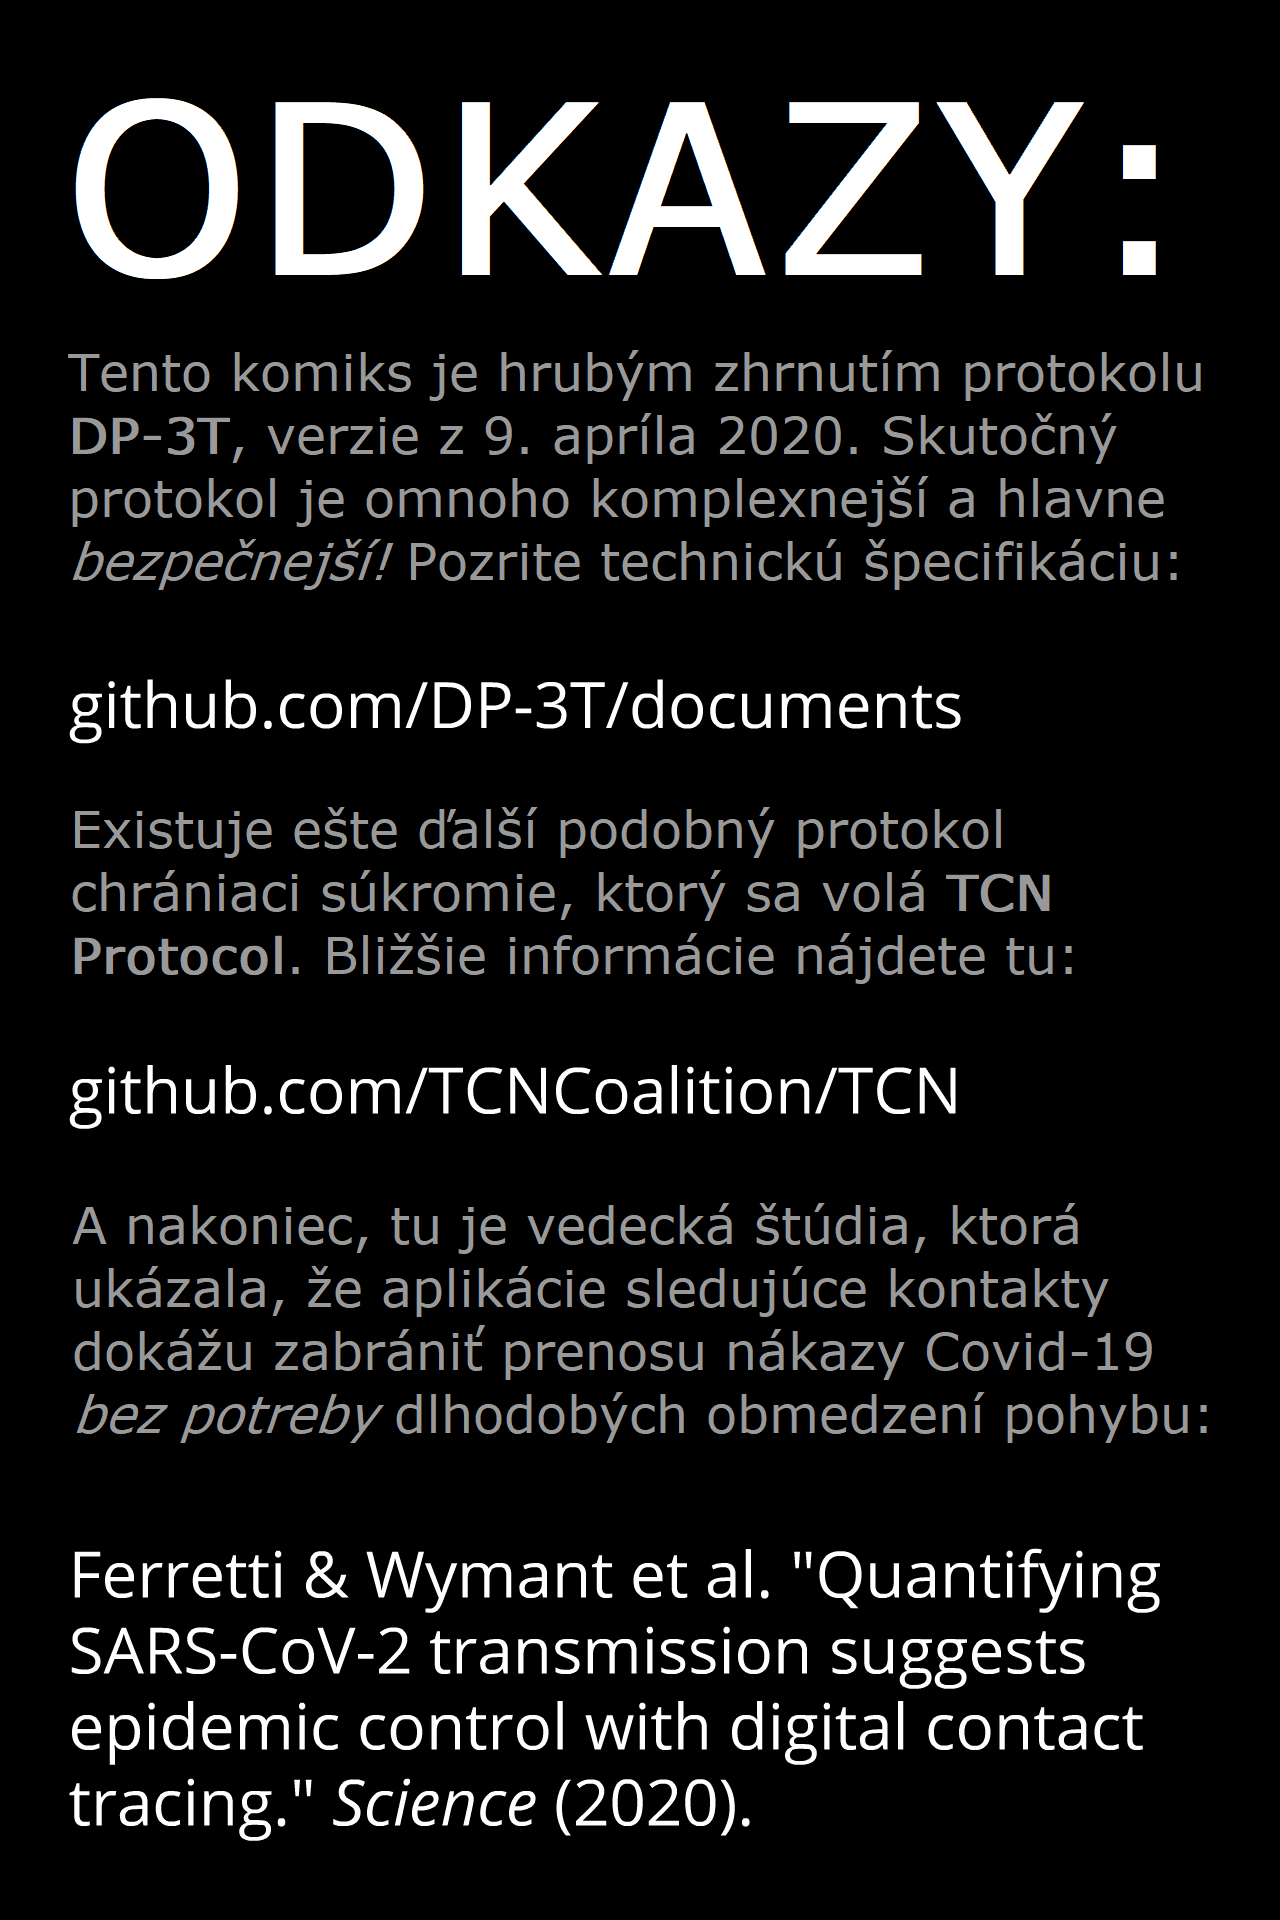 ODKAZY:
Tento komiks je hrubým zhrnutím protokolu
DP-3T, verzie z 9. apríla 2020. Skutočný
protokol je omnoho komplexnejší a hlavne
bezpečnejší! Pozrite technickú špecifikáciu:
github.com/DP-3T/documents
Existuje ešte ďalší podobný protokol
chrániaci súkromie, ktorý sa volá TCN
Protocol. Bližšie informácie nájdete tu:
github.com/TCNCoalition/TCN
A nakoniec, tu je vedecká štúdia, ktorá
ukázala, že aplikácie sledujúce kontakty
dokážu zabrániť prenosu nákazy Covid-19
bez potreby dlhodobých obmedzení pohybu:
Ferretti & Wymant et al. "Quantifying
SARS-CoV-2 transmission suggests
epidemic control with digital contact
tracing." Science (2020).